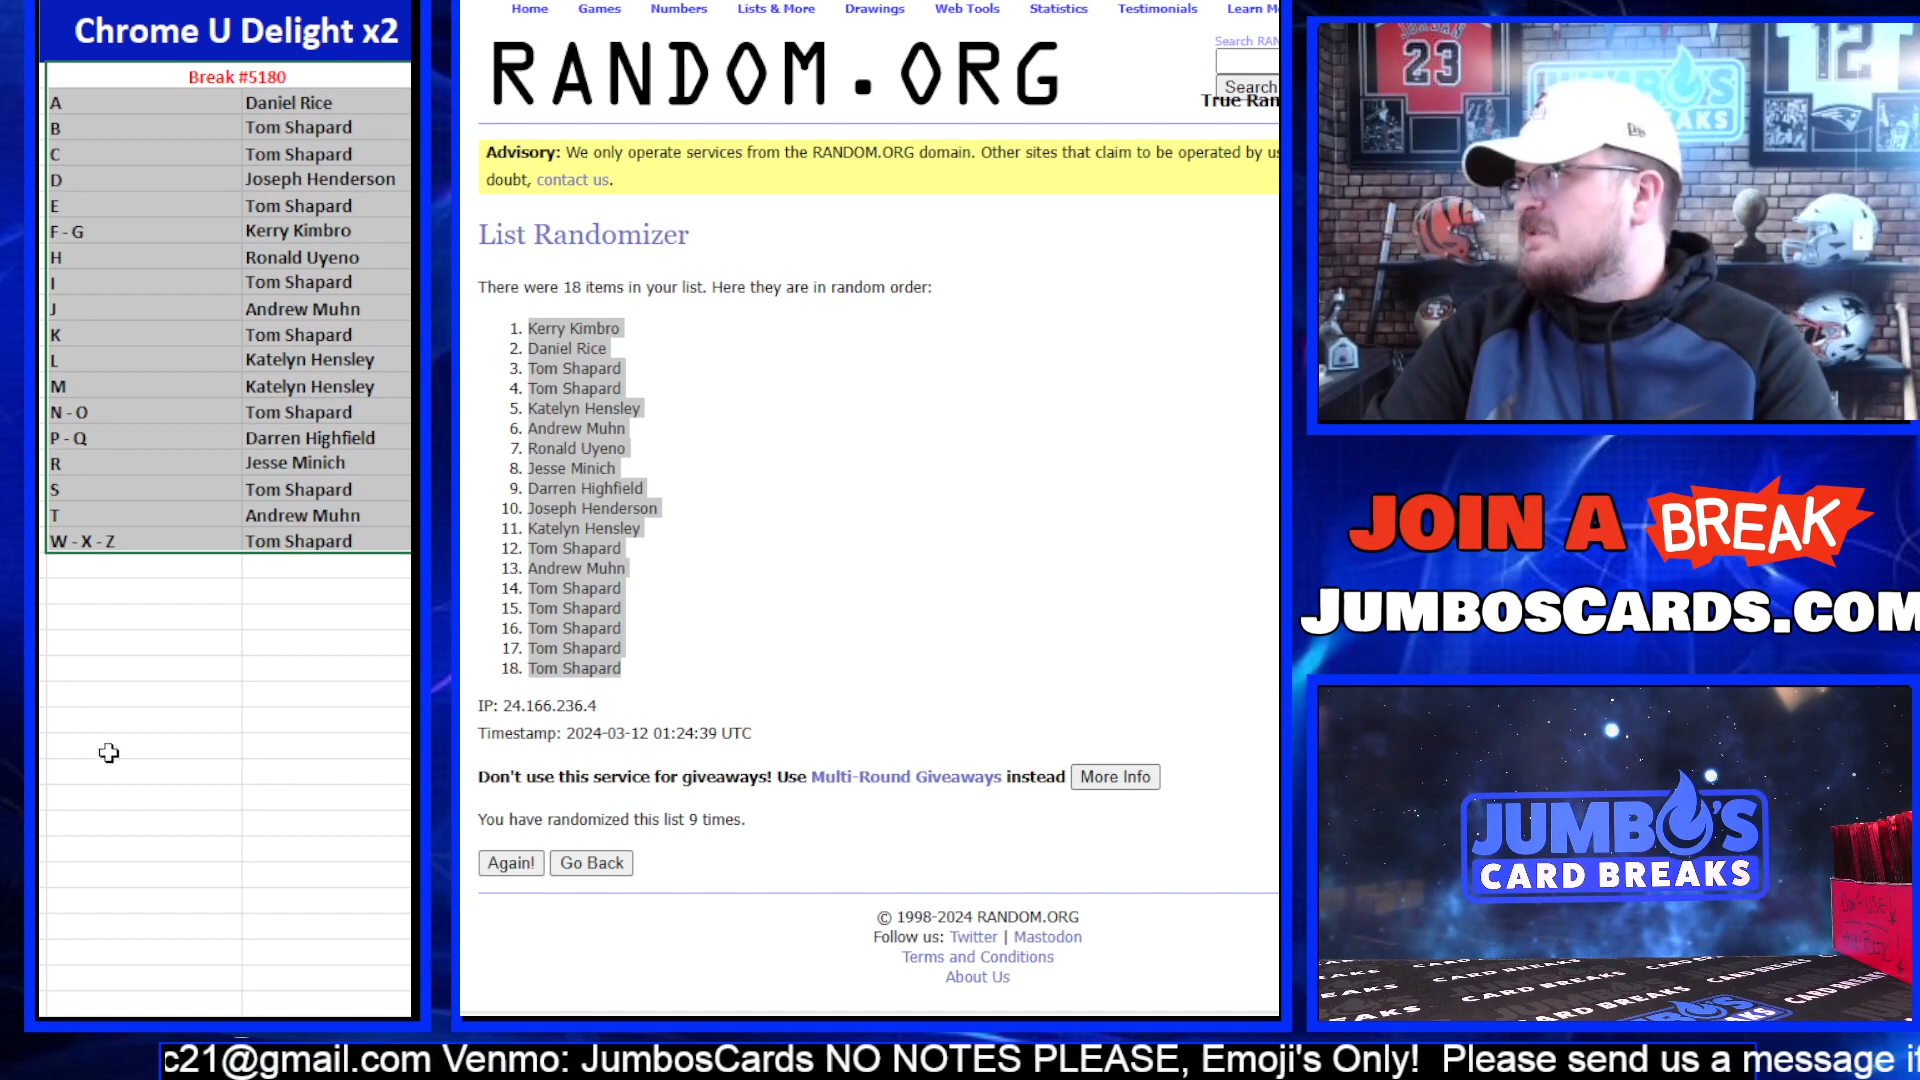 Chrome U Delight x2
Break #5180
A Daniel Rice
B Tom Shapard
C Tom Shapard
D Joseph Henderson
E Tom Shapard
F - G Kerry Kimbro
H Ronald Uyeno
I Tom Shapard
J Andrew Muhn
K Tom Shapard
L Katelyn Hensley
M Katelyn Hensley
N - O Tom Shapard
P - Q Darren Highfield
R Jesse Minich
S Tom Shapard
T Andrew Muhn
W - X - Z Tom Shapard
Home Games Numbers Lists & More Drawings Web Tools Statistics Testimonials Learn M
RANDOM.ORG
Search RAN
Search
True Ran
Advisory: We only operate services from the RANDOM.ORG domain. Other sites that claim to be operated by us
doubt, contact us.
List Randomizer
There were 18 items in your list. Here they are in random order:
1. Kerry Kimbro
2. Daniel Rice
3. Tom Shapard
4. Tom Shapard
5. Katelyn Hensley
6. Andrew Muhn
7. Ronald Uyeno
8. Jesse Minich
9. Darren Highfield
10. Joseph Henderson
11. Katelyn Hensley
12. Tom Shapard
13. Andrew Muhn
14. Tom Shapard
15. Tom Shapard
16. Tom Shapard
17. Tom Shapard
18. Tom Shapard
IP: 24.166.236.4
Timestamp: 2024-03-12 01:24:39 UTC
Don't use this service for giveaways! Use Multi-Round Giveaways instead More Info
You have randomized this list 9 times.
Again! Go Back
© 1998-2024 RANDOM.ORG
Follow us: Twitter | Mastodon
Terms and Conditions
About Us
JORDAN
23
12
JUMBO'S
BREAKS
JOIN A BREAK
JUMBOSCARDS.COM
JUMBO'S
CARD BREAKS
c21@gmail.com Venmo: JumbosCards NO NOTES PLEASE, Emoji's Only! Please send us a message if